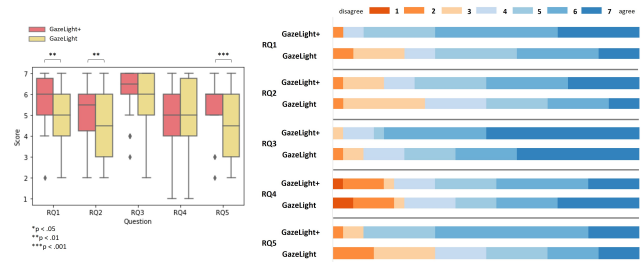 GazeLight+
GazeLight
** ** ***
Score
7
6
5
4
3
2
1
RQ1 RQ2 RQ3 RQ4 RQ5
Question
*p < .05
**p < .01
***p < .001
disagree 1 2 3 4 5 6 7 agree
RQ1
GazeLight+
GazeLight
RQ2
GazeLight+
GazeLight
RQ3
GazeLight+
GazeLight
RQ4
GazeLight+
GazeLight
RQ5
GazeLight+
GazeLight